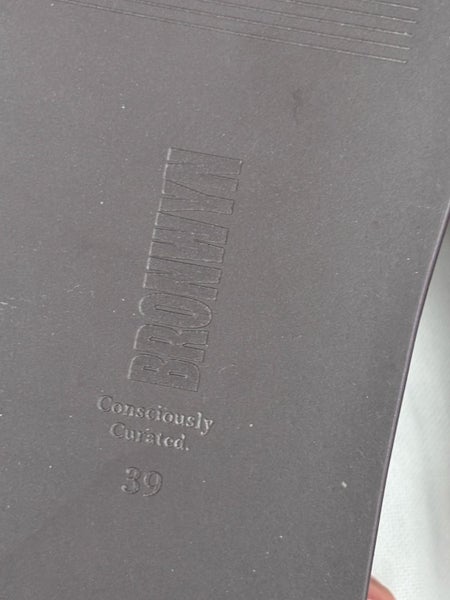 BRONWYN
Consciously
Curated.
39